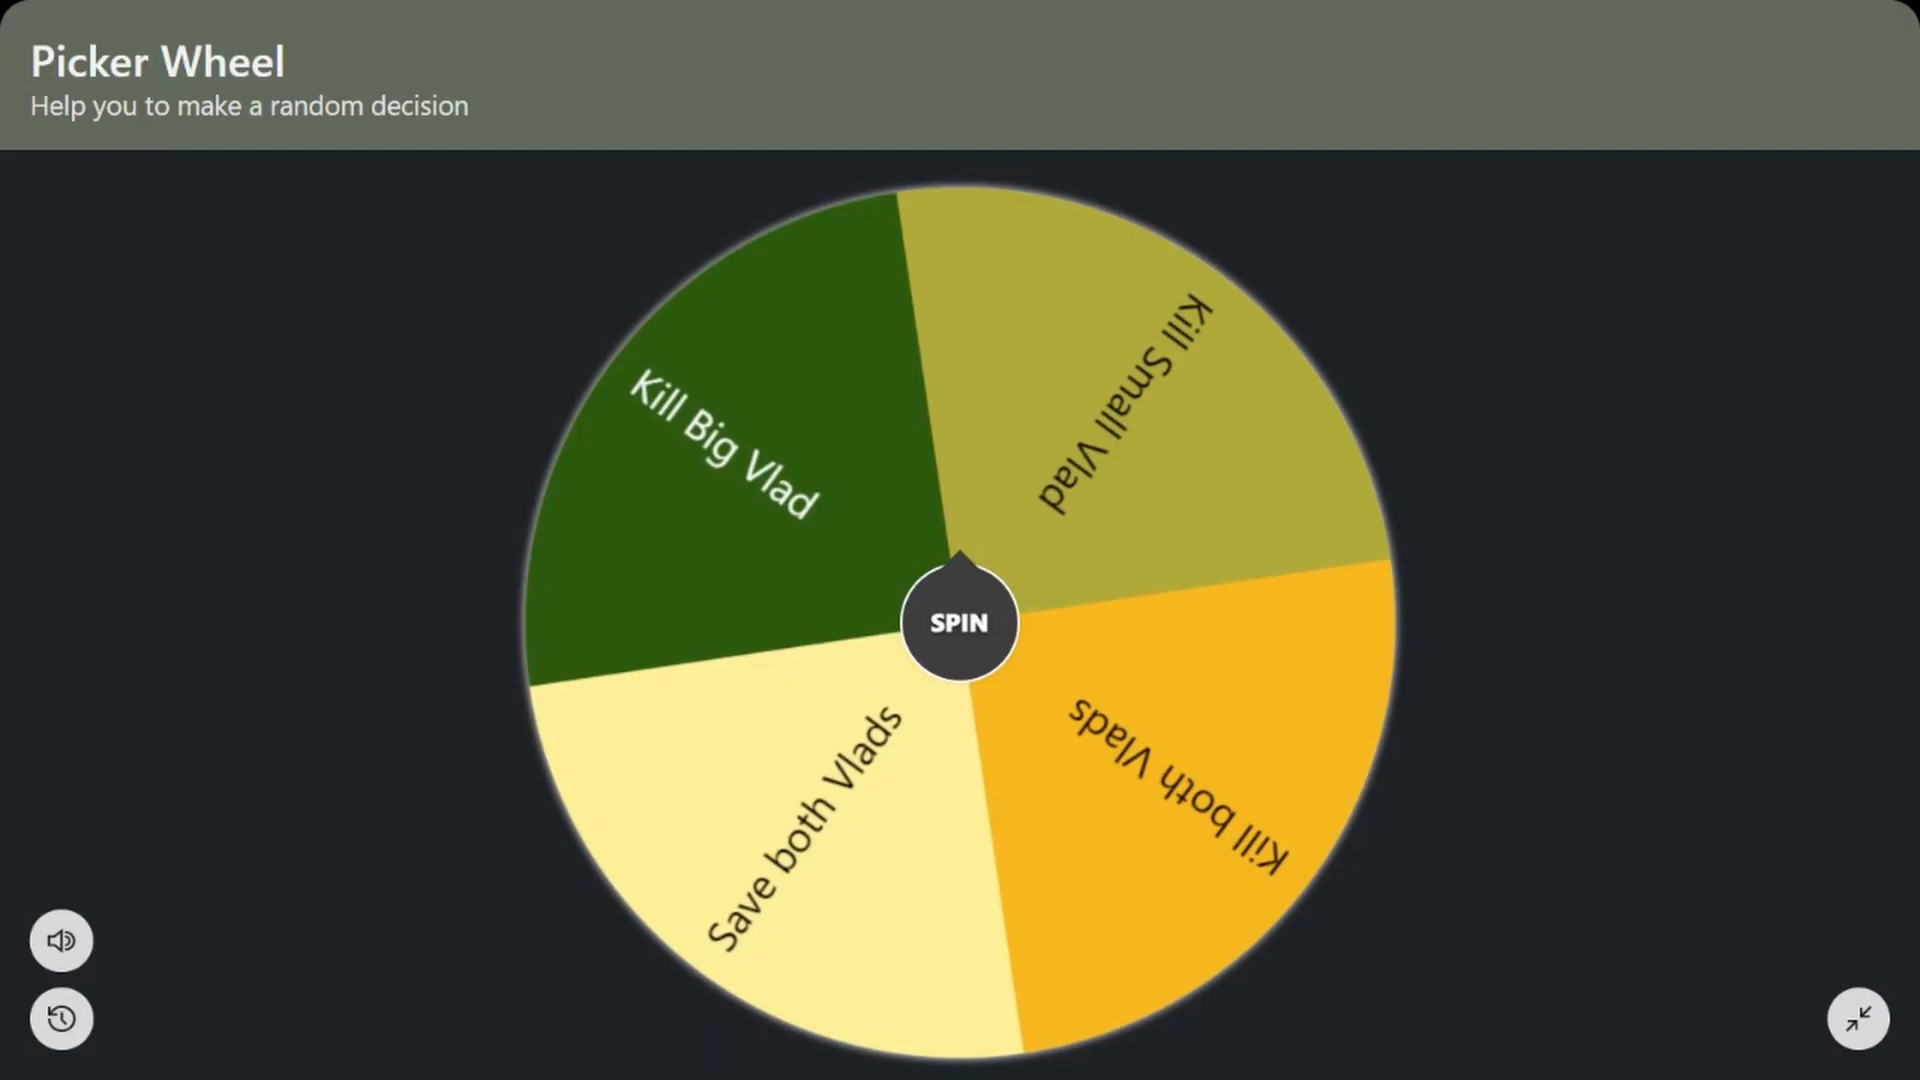 Picker Wheel
Help you to make a random decision
Kill Big Vlad
Kill Small Vlad
SPIN
Save both Vlads
Kill both Vlads